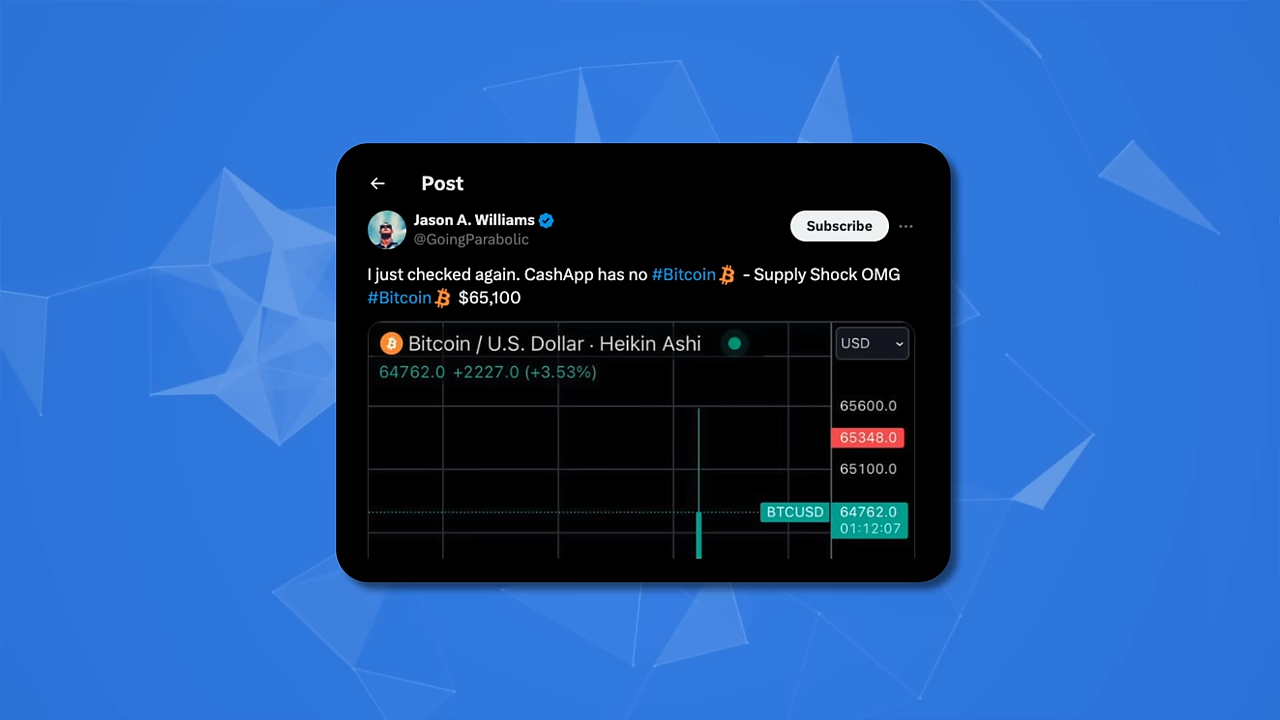 Post
Jason A. Williams
@GoingParabolic
Subscribe
I just checked again. CashApp has no #Bitcoin - Supply Shock OMG
#Bitcoin $65,100
Bitcoin / U.S. Dollar · Heikin Ashi
USD
64762.0 +2227.0 (+3.53%)
65600.0
65348.0
65100.0
BTCUSD 64762.0
01:12:07